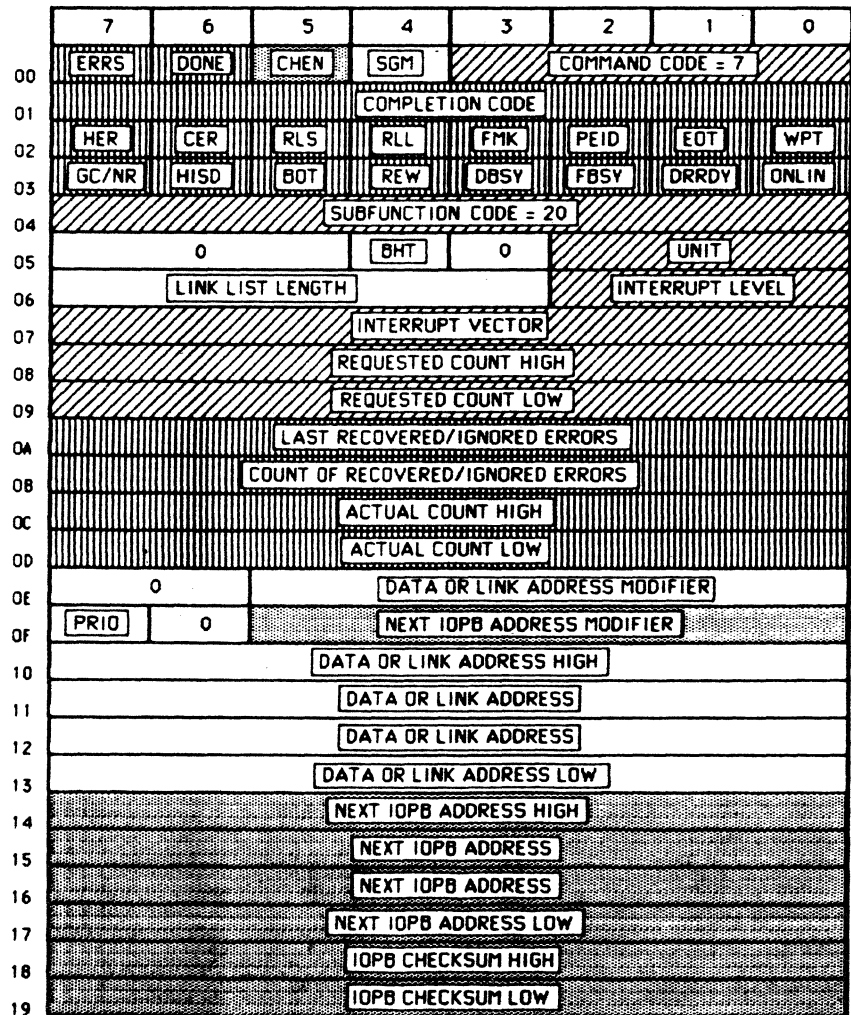 7 6 5 4 3 2 1 0
00 ERRS DONE CHEN SGM COMMAND CODE = 7
01 COMPLETION CODE
02 HER CER RLS RLL FMK PEID EOT WPT
03 GC/NR HISD BOT REW DBSY FBSY DRRDY ONLIN
04 SUBFUNCTION CODE = 20
05 0 BHT 0 UNIT
06 LINK LIST LENGTH INTERRUPT LEVEL
07 INTERRUPT VECTOR
08 REQUESTED COUNT HIGH
09 REQUESTED COUNT LOW
0A LAST RECOVERED/IGNORED ERRORS
0B COUNT OF RECOVERED/IGNORED ERRORS
0C ACTUAL COUNT HIGH
0D ACTUAL COUNT LOW
0E 0 DATA OR LINK ADDRESS MODIFIER
0F PRIO 0 NEXT IOPB ADDRESS MODIFIER
10 DATA OR LINK ADDRESS HIGH
11 DATA OR LINK ADDRESS
12 DATA OR LINK ADDRESS
13 DATA OR LINK ADDRESS LOW
14 NEXT IOPB ADDRESS HIGH
15 NEXT IOPB ADDRESS
16 NEXT IOPB ADDRESS
17 NEXT IOPB ADDRESS LOW
18 IOPB CHECKSUM HIGH
19 IOPB CHECKSUM LOW